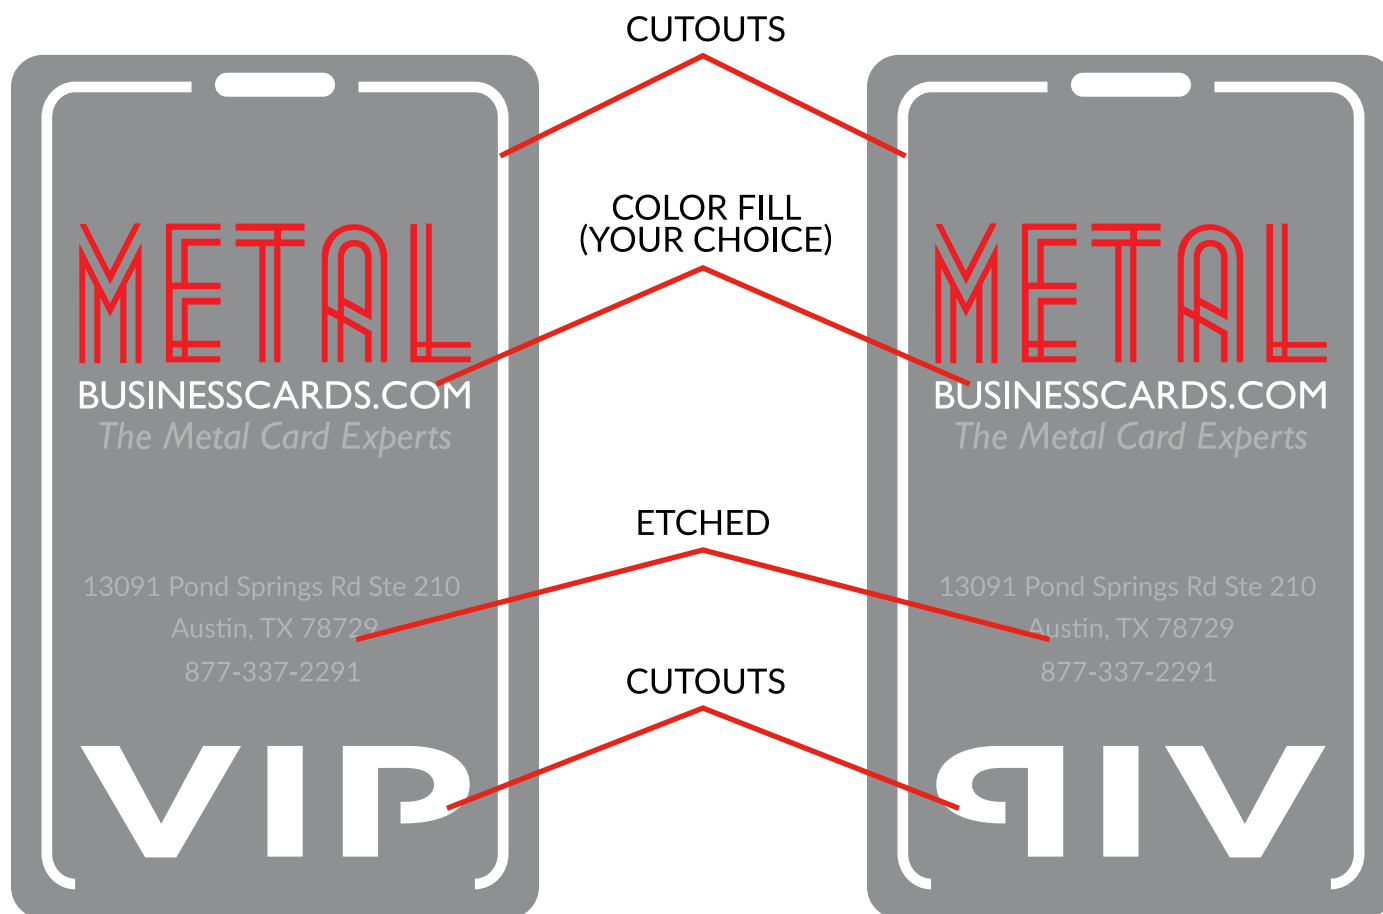 CUTOUTS
COLOR FILL
(YOUR CHOICE)
METAL
BUSINESSCARDS.COM
The Metal Card Experts
METAL
BUSINESSCARDS.COM
The Metal Card Experts
ETCHED
13091 Pond Springs Rd Ste 210
Austin, TX 78729
877-337-2291
13091 Pond Springs Rd Ste 210
Austin, TX 78729
877-337-2291
CUTOUTS
VIP
VIP